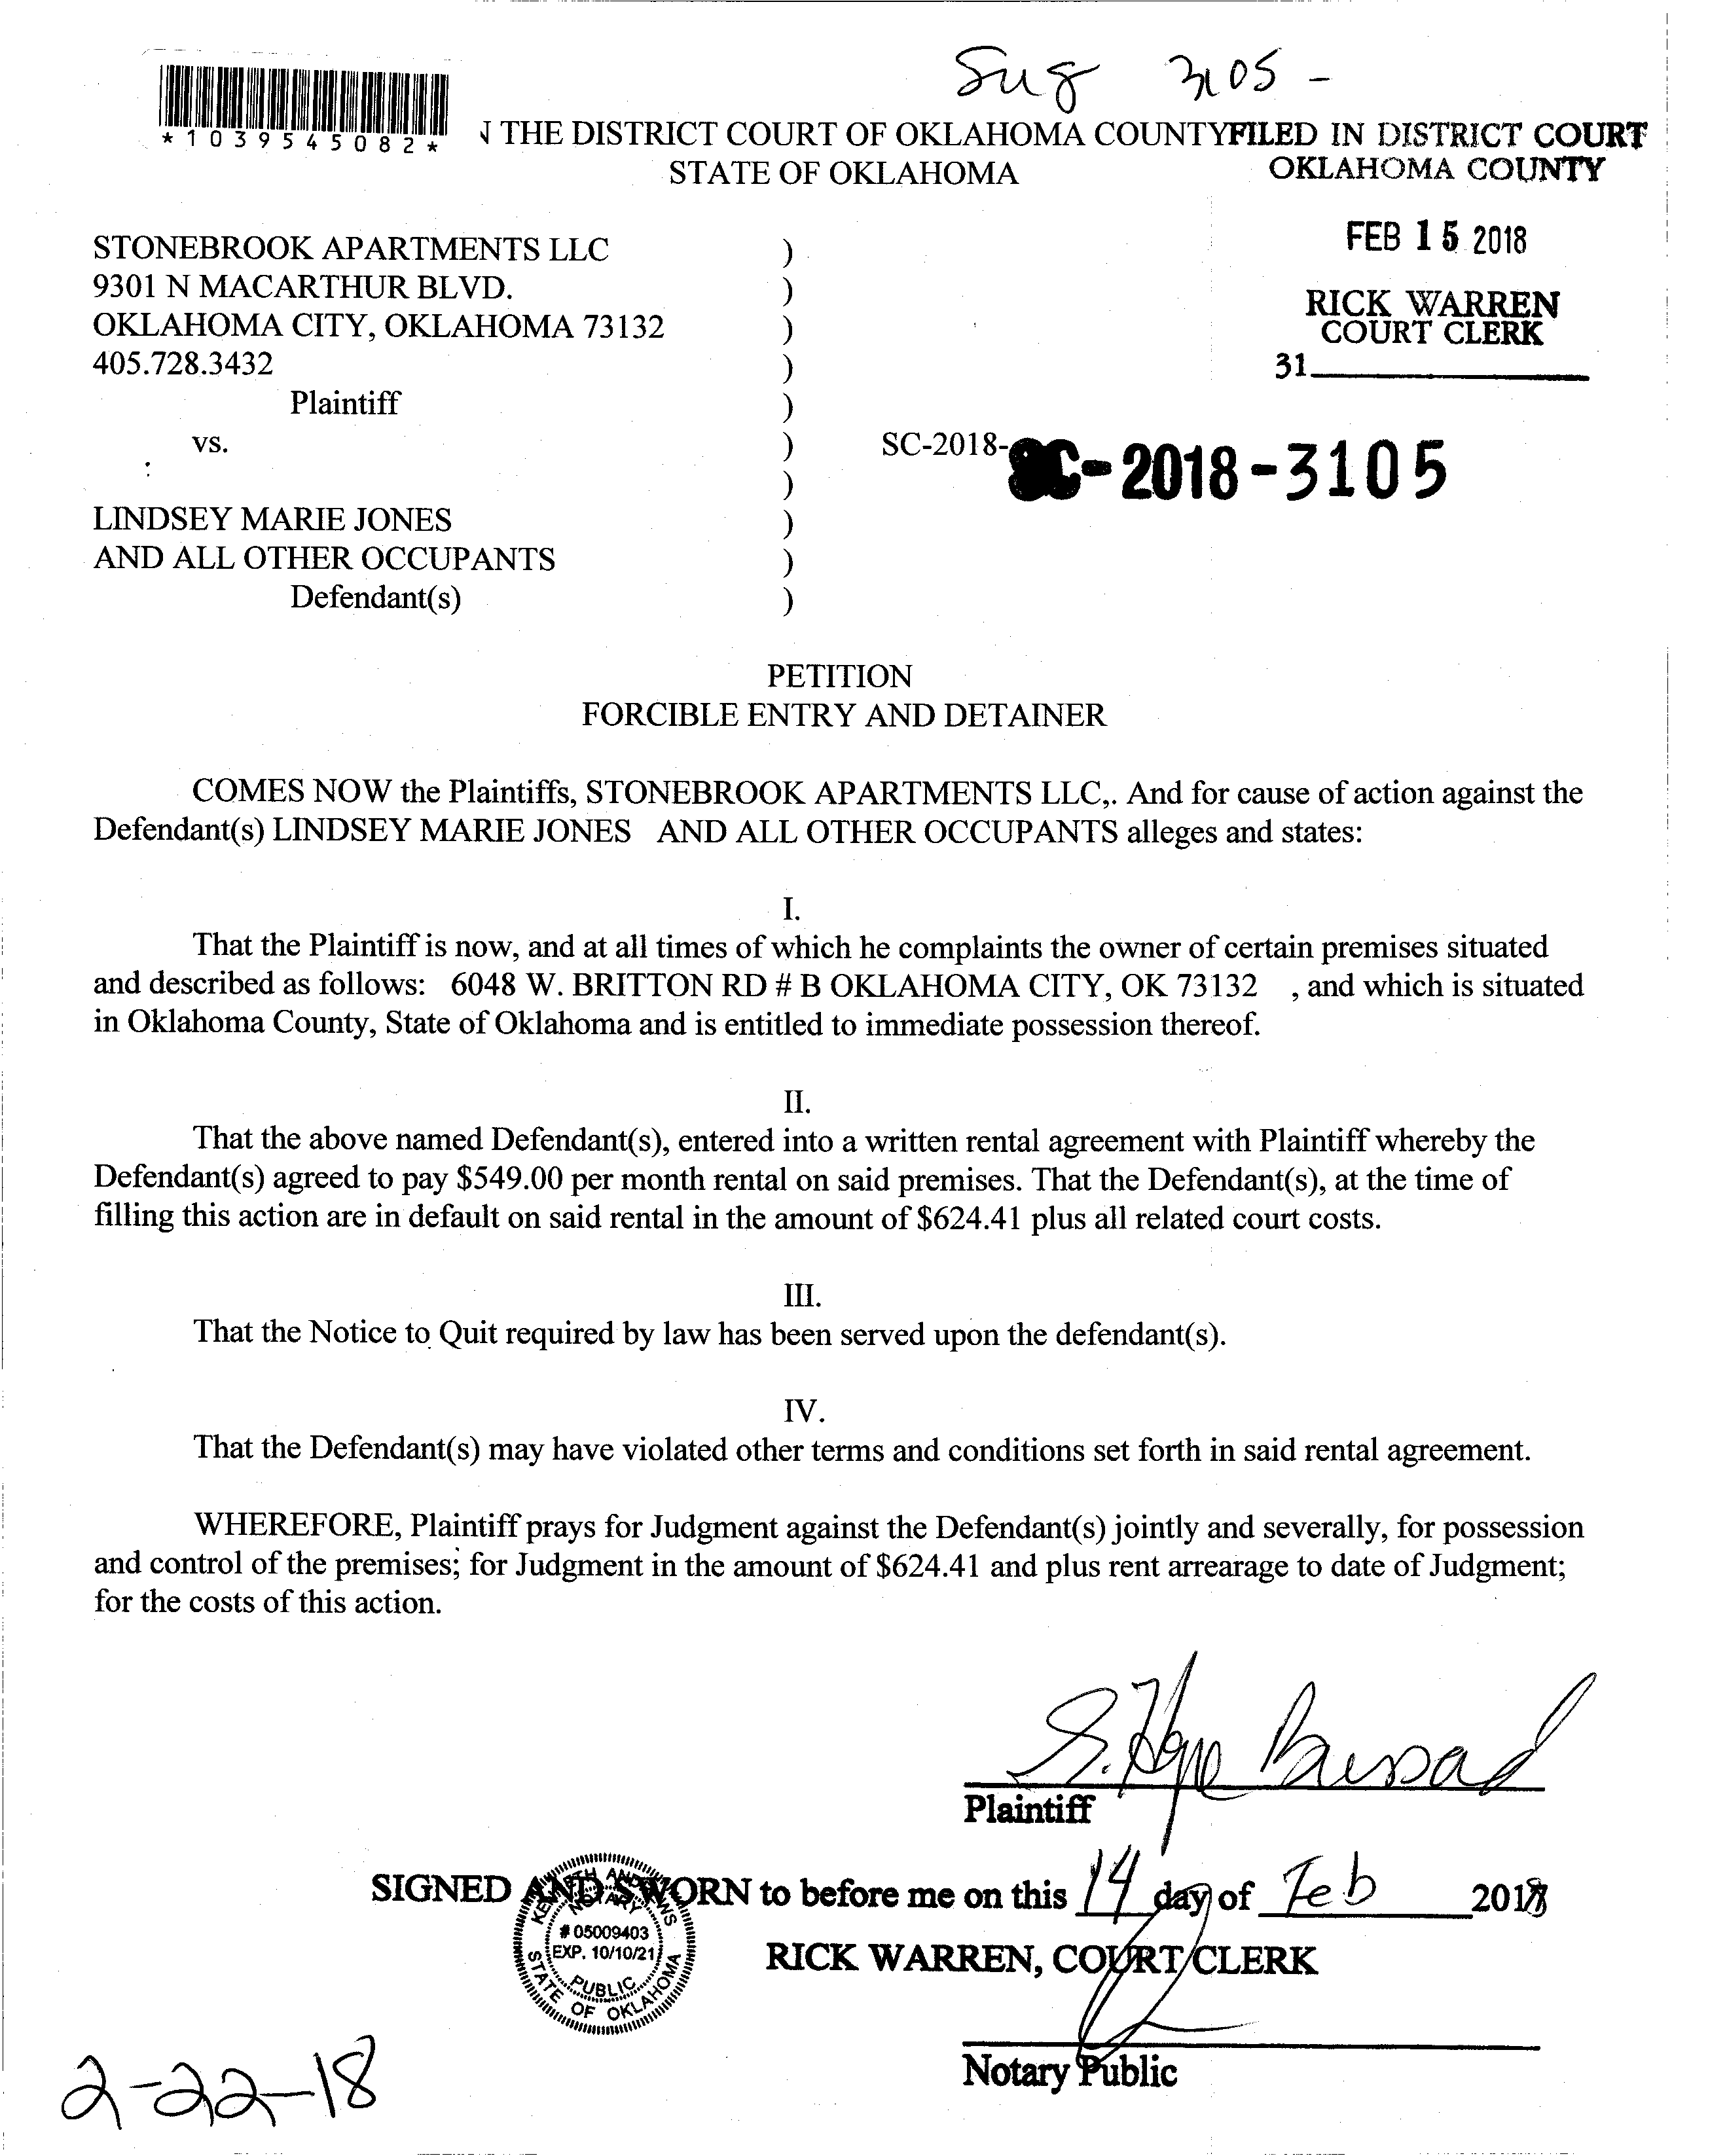 Sug 3105 -
*1039545082*
N THE DISTRICT COURT OF OKLAHOMA COUNTY
STATE OF OKLAHOMA
FILED IN DISTRICT COURT
OKLAHOMA COUNTY
FEB 15 2018
RICK WARREN
COURT CLERK
31
STONEBROOK APARTMENTS LLC )
9301 N MACARTHUR BLVD. )
OKLAHOMA CITY, OKLAHOMA 73132 )
405.728.3432 )
Plaintiff )
vs. ) SC-2018- SC-2018-3105
)
LINDSEY MARIE JONES )
AND ALL OTHER OCCUPANTS )
Defendant(s) )
PETITION
FORCIBLE ENTRY AND DETAINER
COMES NOW the Plaintiffs, STONEBROOK APARTMENTS LLC,. And for cause of action against the
Defendant(s) LINDSEY MARIE JONES AND ALL OTHER OCCUPANTS alleges and states:
I.
That the Plaintiff is now, and at all times of which he complaints the owner of certain premises situated
and described as follows: 6048 W. BRITTON RD # B OKLAHOMA CITY, OK 73132 , and which is situated
in Oklahoma County, State of Oklahoma and is entitled to immediate possession thereof.
II.
That the above named Defendant(s), entered into a written rental agreement with Plaintiff whereby the
Defendant(s) agreed to pay $549.00 per month rental on said premises. That the Defendant(s), at the time of
filling this action are in default on said rental in the amount of $624.41 plus all related court costs.
III.
That the Notice to Quit required by law has been served upon the defendant(s).
IV.
That the Defendant(s) may have violated other terms and conditions set forth in said rental agreement.
WHEREFORE, Plaintiff prays for Judgment against the Defendant(s) jointly and severally, for possession
and control of the premises; for Judgment in the amount of $624.41 and plus rent arrearage to date of Judgment;
for the costs of this action.
Plaintiff
SIGNED AND SWORN to before me on this 14 day of Feb 2018
RICK WARREN, COURT CLERK
KENNETH ANDREWS
NOTARY
# 05009403
EXP. 10/10/21
PUBLIC
STATE OF OKLAHOMA
Notary Public
2-22-18